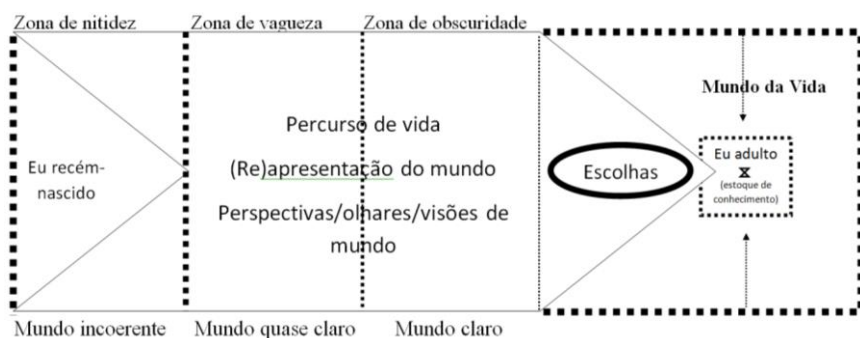 Zona de nitidez
Zona de vagueza
Zona de obscuridade
Mundo da Vida
Percurso de vida
(Re)apresentação do mundo
Perspectivas/olhares/visões de
mundo
Eu recém-
nascido
Escolhas
Eu adulto
(estoque de
conhecimento)
Mundo incoerente
Mundo quase claro
Mundo claro